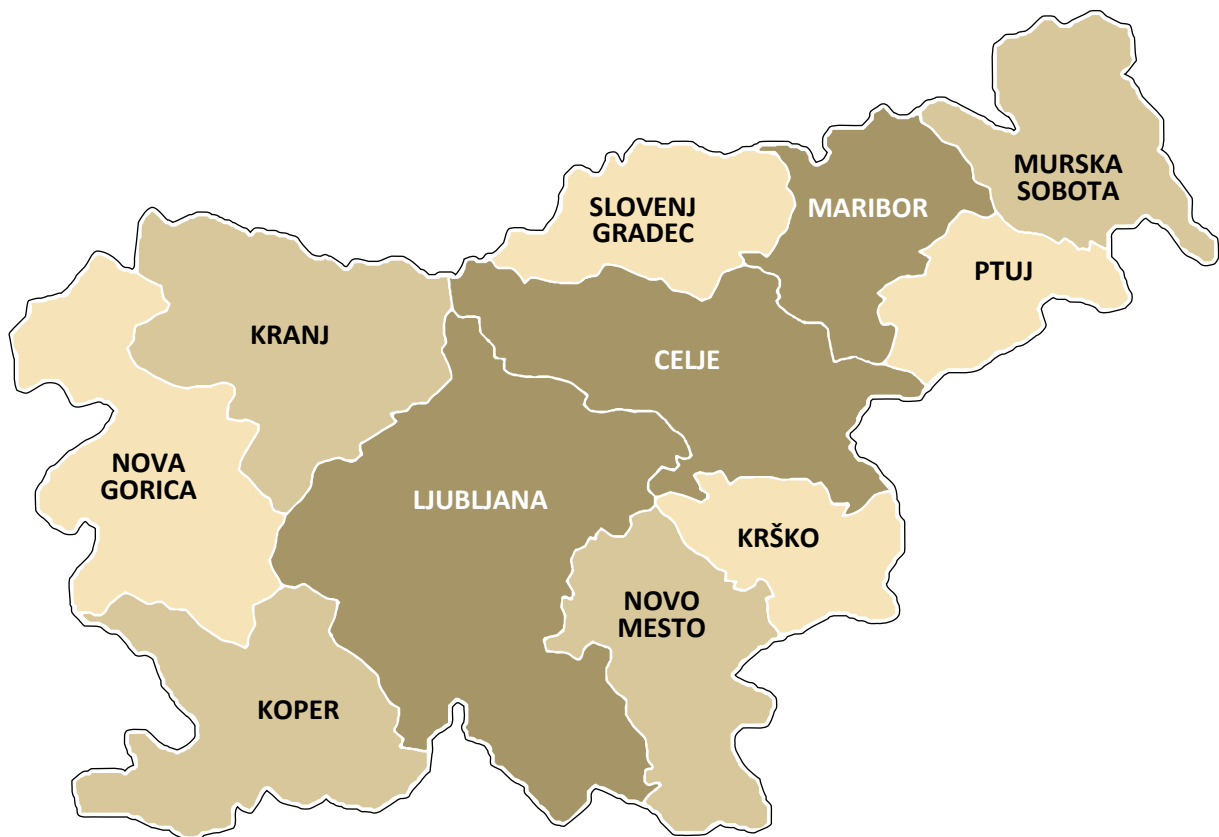 MURSKA
SOBOTA
SLOVENJ
GRADEC
MARIBOR
PTUJ
KRANJ
CELJE
NOVA
GORICA
LJUBLJANA
KRŠKO
NOVO
MESTO
KOPER